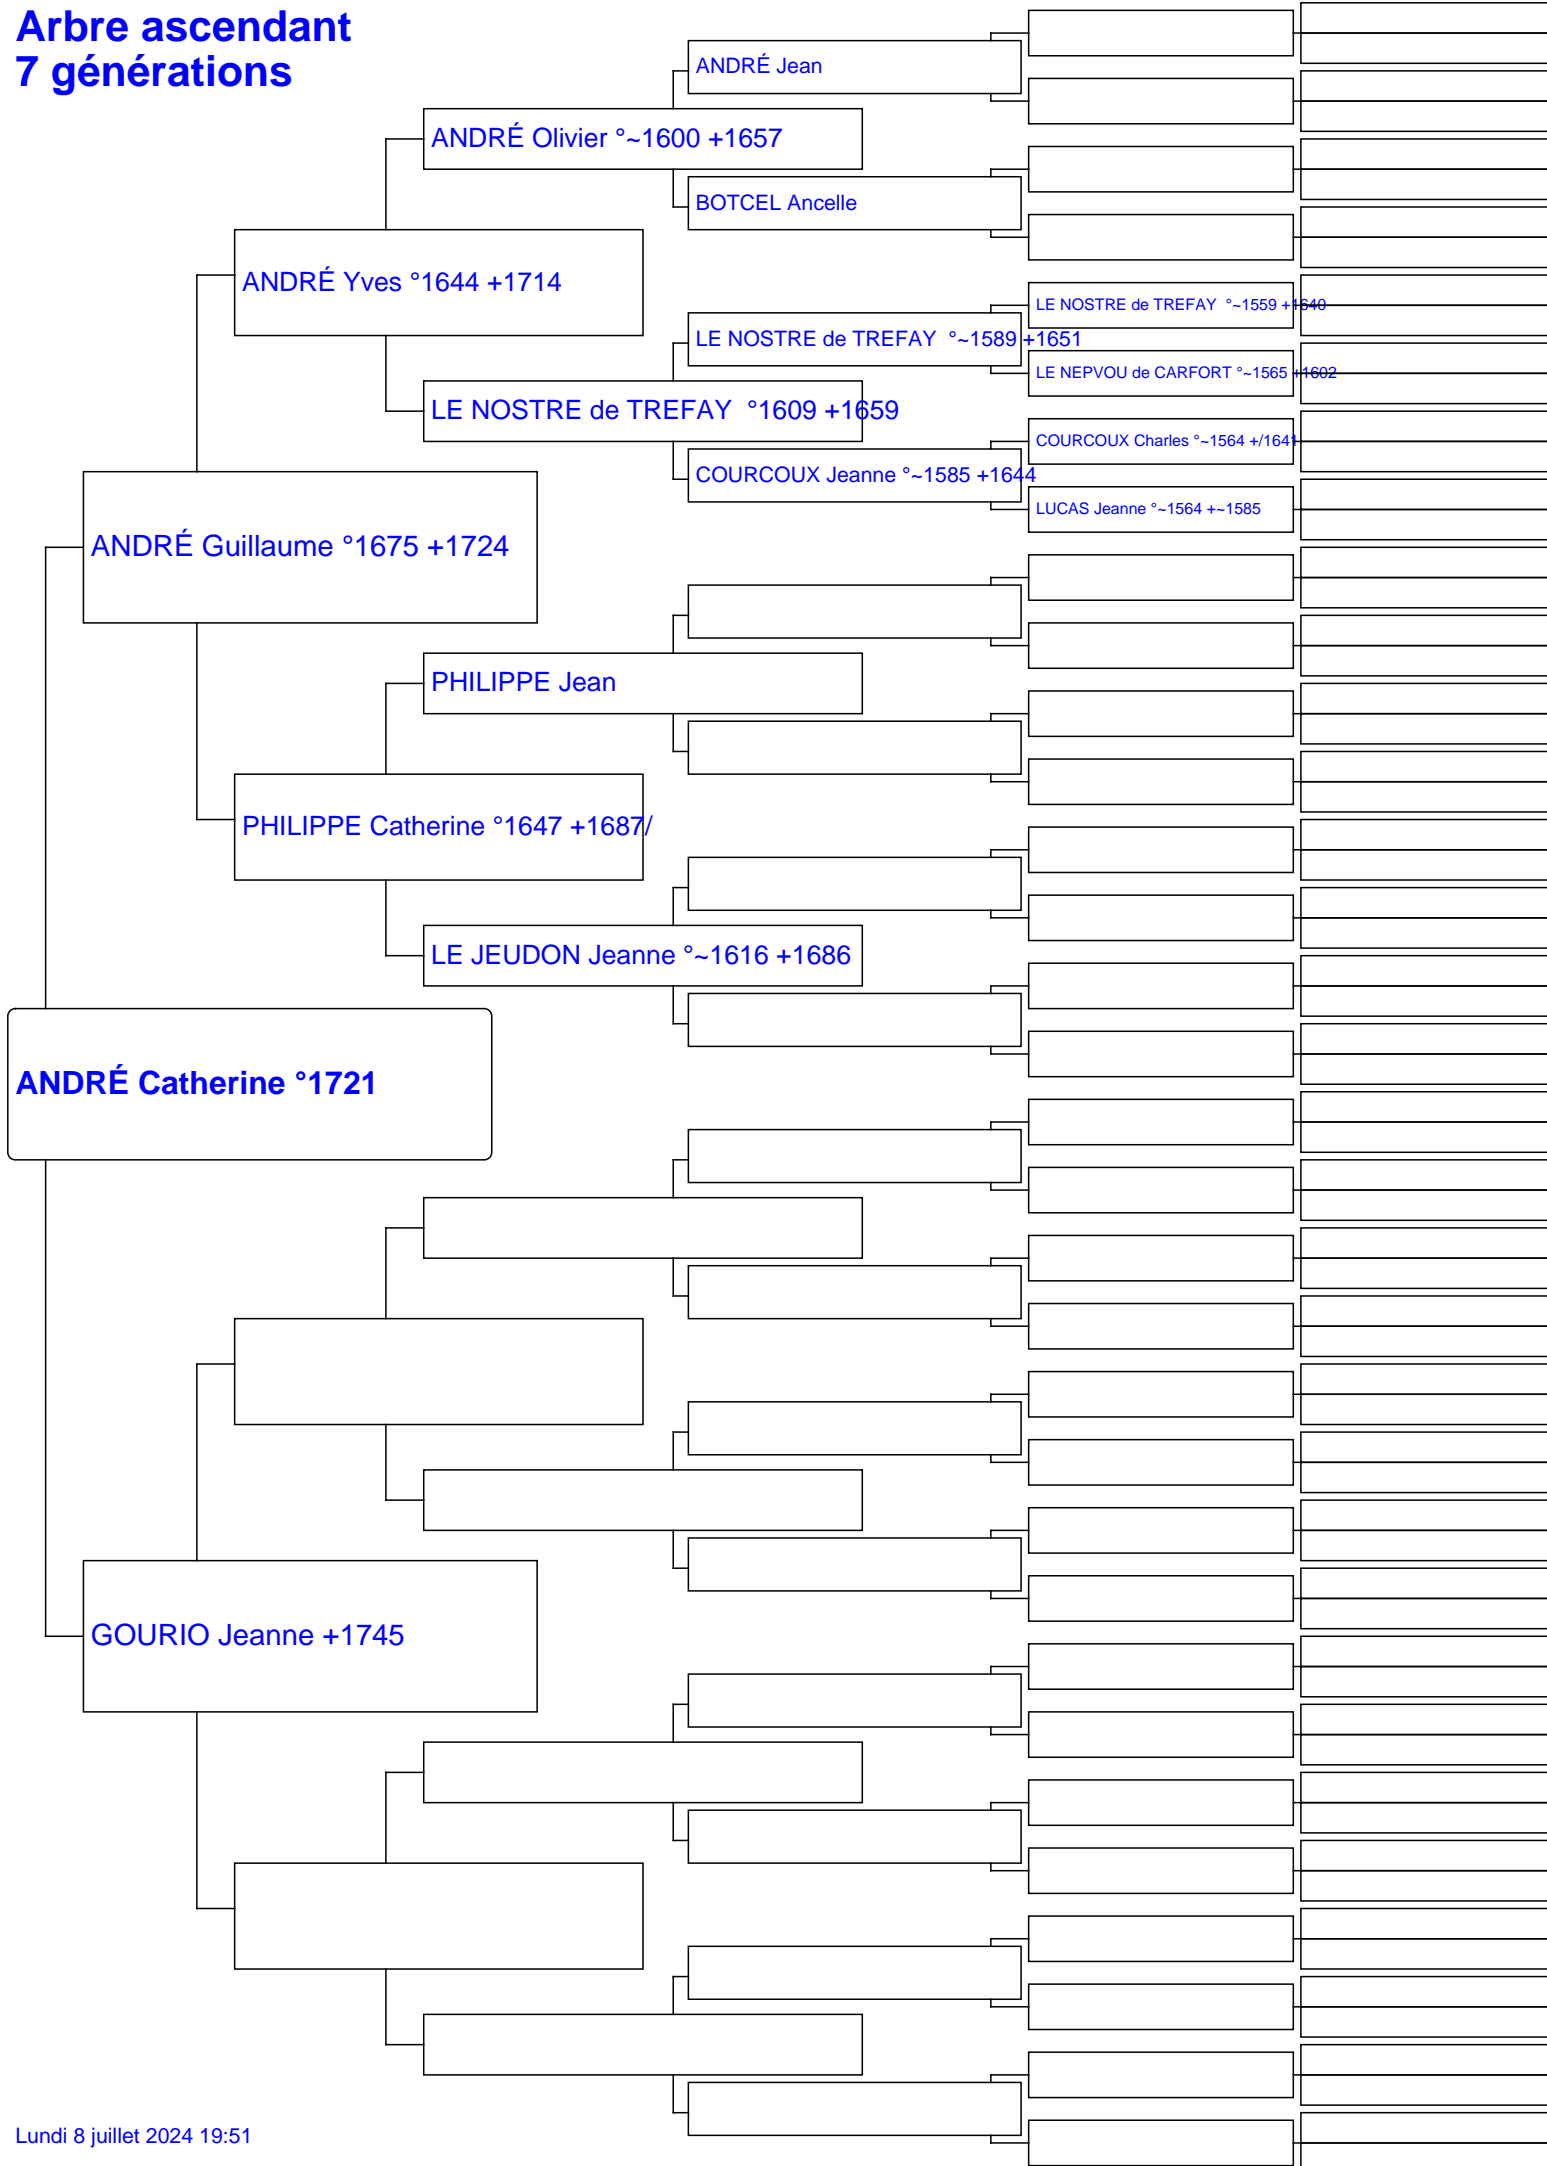 Arbre ascendant
7 générations
ANDRÉ Jean
ANDRÉ Olivier °~1600 +1657
BOTCEL Ancelle
ANDRÉ Yves °1644 +1714
LE NOSTRE de TREFAY °~1559 +1640
LE NOSTRE de TREFAY °~1589 +1651
LE NEPVOU de CARFORT °~1565 +1602
LE NOSTRE de TREFAY °1609 +1659
COURCOUX Charles °~1564 +/1641
COURCOUX Jeanne °~1585 +1644
LUCAS Jeanne °~1564 +~1585
ANDRÉ Guillaume °1675 +1724
PHILIPPE Jean
PHILIPPE Catherine °1647 +1687/
LE JEUDON Jeanne °~1616 +1686
ANDRÉ Catherine °1721
GOURIO Jeanne +1745
Lundi 8 juillet 2024 19:51